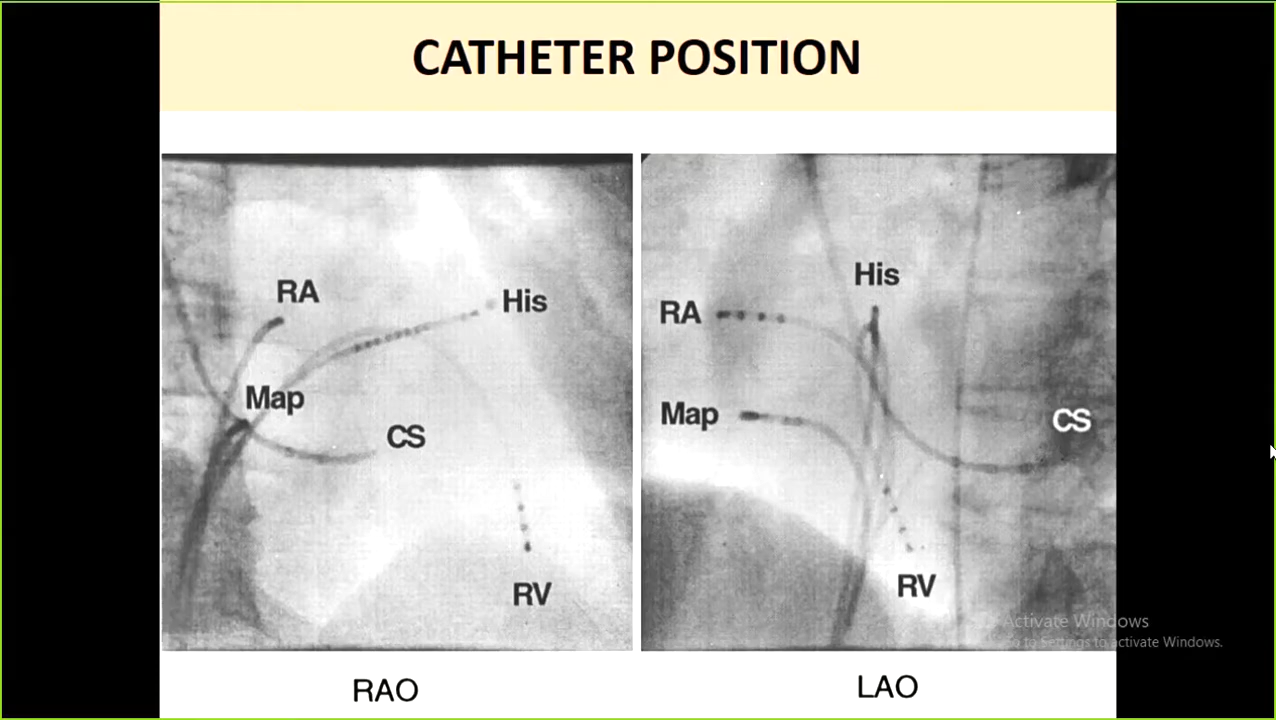 CATHETER POSITION
RA
His
Map
CS
RV
RAO
His
RA
Map
CS
RV
LAO
Activate Windows
Go to Settings to activate Windows.